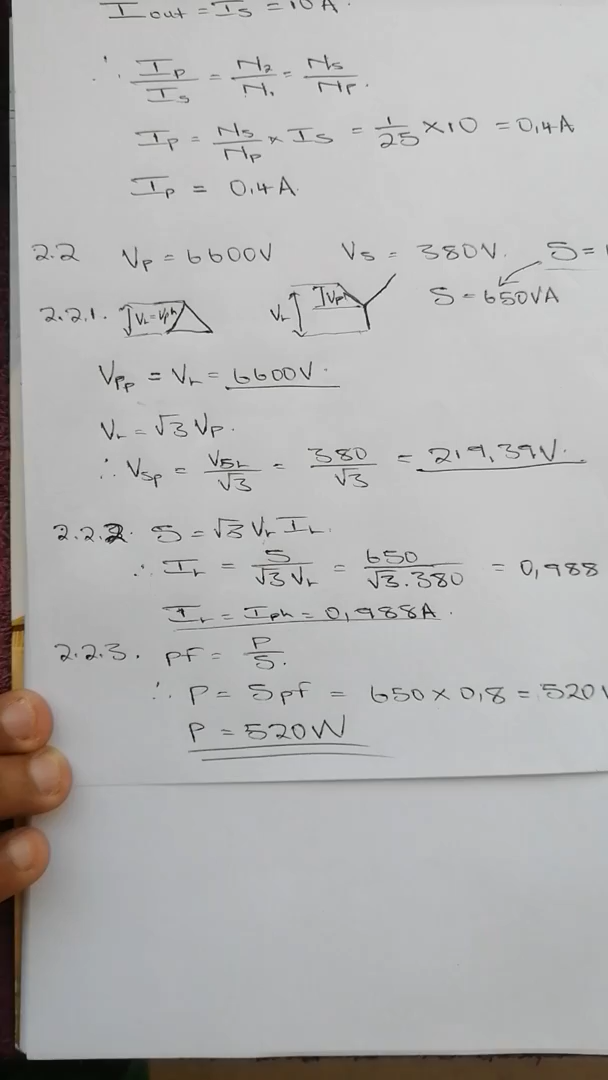 I out = Is = 10A.
∴ Ip/Is = N2/N1 = Ns/Np.
Ip = Ns/Np × Is = 1/25 × 10 = 0,4A
Ip = 0,4A.
2.2 Vp = 6600V Vs = 380V. S =
2.2.1. VL=Vph VL Vph S = 650VA
VPp = VL = 6600V.
VL = √3 Vp.
∴ Vsp = VsL/√3 = 380/√3 = 219,39V.
2.2.2. S = √3 VL IL.
∴ IL = S/√3 VL = 650/√3.380 = 0,988
IL = Iph = 0,988A.
2.2.3. pf = P/S.
∴ P = Spf = 650 × 0,8 = 520
P = 520W